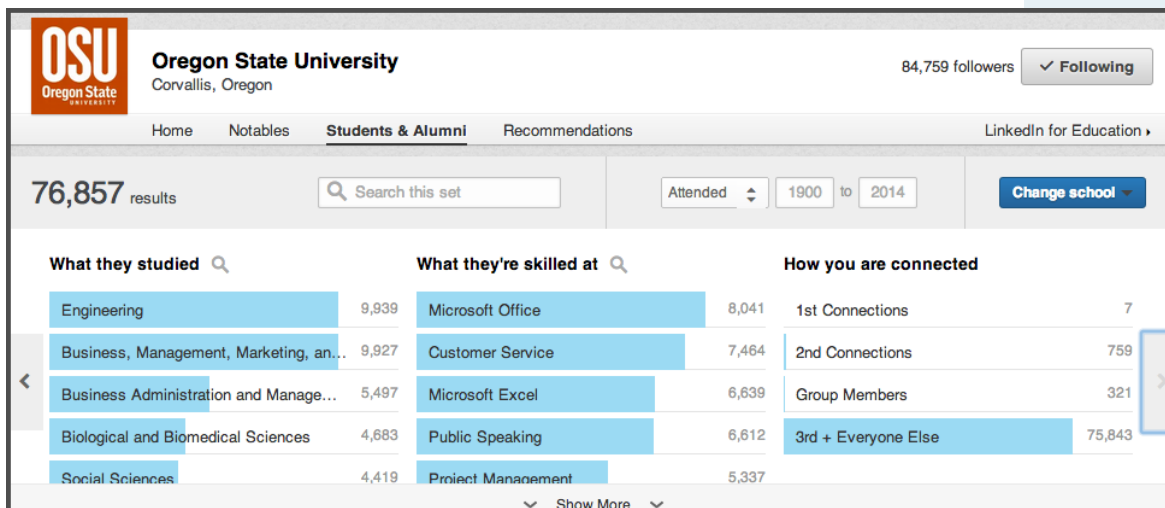 OSU
Oregon State
UNIVERSITY
Oregon State University
Corvallis, Oregon
84,759 followers
✓ Following
Home Notables Students & Alumni Recommendations LinkedIn for Education
76,857 results
Search this set
Attended 1900 to 2014
Change school
What they studied
Engineering 9,939
Business, Management, Marketing, an... 9,927
Business Administration and Manage... 5,497
Biological and Biomedical Sciences 4,683
Social Sciences 4,419
What they're skilled at
Microsoft Office 8,041
Customer Service 7,464
Microsoft Excel 6,639
Public Speaking 6,612
Project Management 5,337
How you are connected
1st Connections 7
2nd Connections 759
Group Members 321
3rd + Everyone Else 75,843
Show More